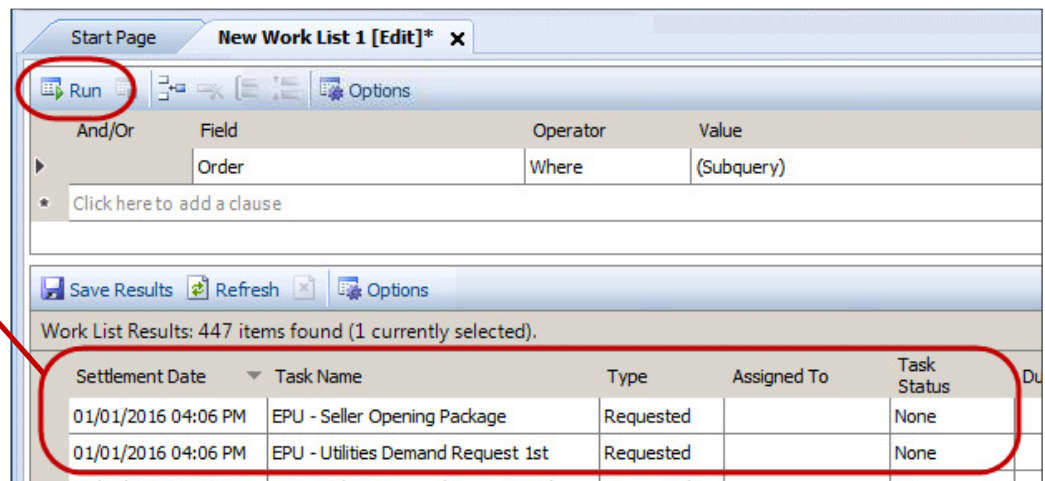 Start Page New Work List 1 [Edit]* x
Run Options
And/Or Field Operator Value
Order Where (Subquery)
Click here to add a clause
Save Results Refresh Options
Work List Results: 447 items found (1 currently selected).
Settlement Date Task Name Type Assigned To Task Status Du
01/01/2016 04:06 PM EPU - Seller Opening Package Requested None
01/01/2016 04:06 PM EPU - Utilities Demand Request 1st Requested None